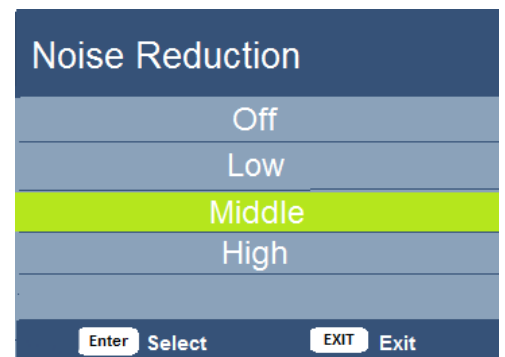 Noise Reduction
Off
Low
Middle
High
Enter Select EXIT Exit